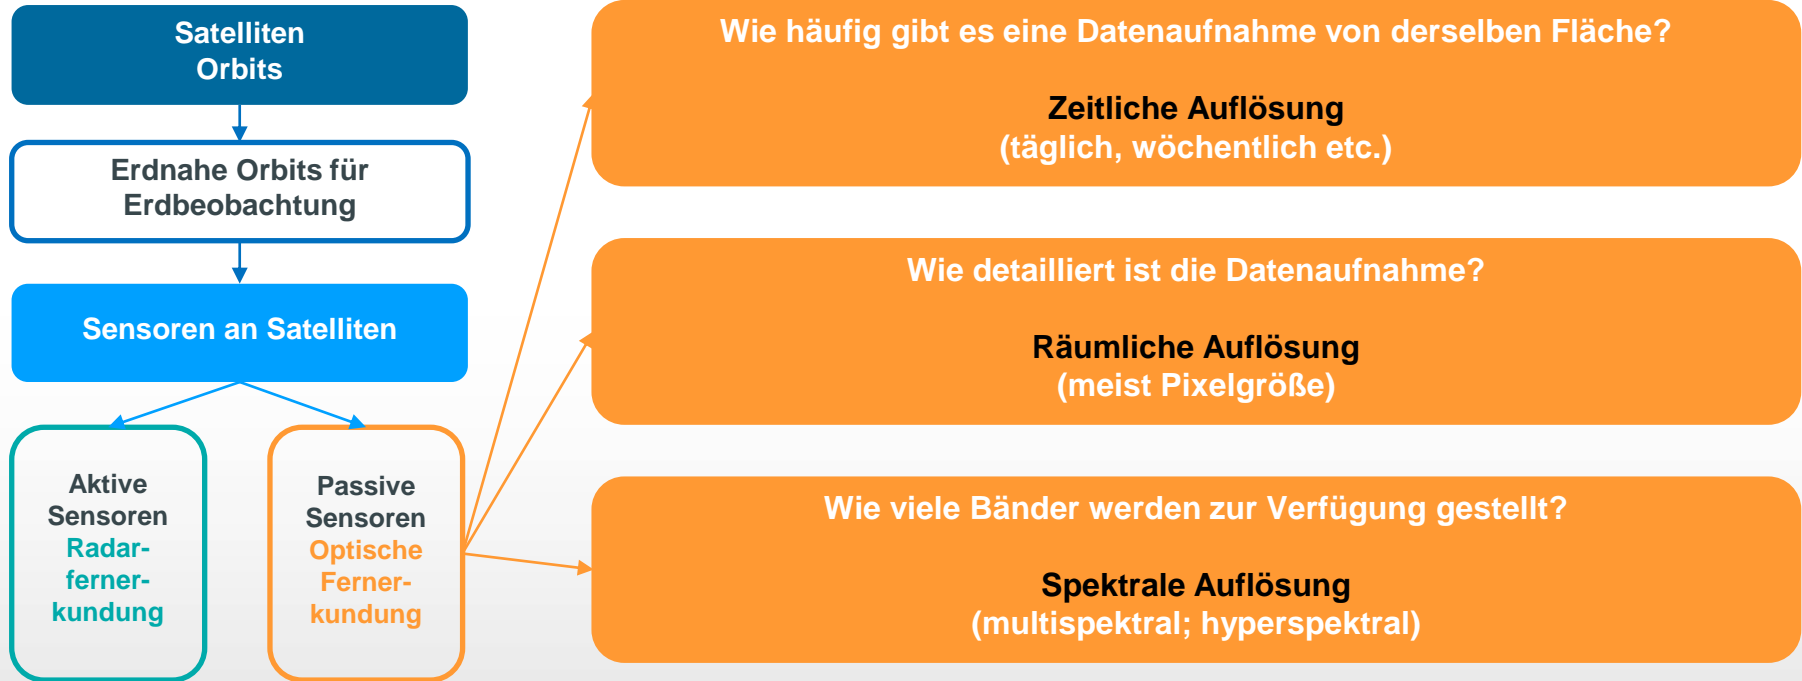 Satelliten
Orbits
Erdnahe Orbits für
Erdbeobachtung
Sensoren an Satelliten
Aktive
Sensoren
Radar-
ferner-
kundung
Passive
Sensoren
Optische
Ferner-
kundung
Wie häufig gibt es eine Datenaufnahme von derselben Fläche?
Zeitliche Auflösung
(täglich, wöchentlich etc.)
Wie detailliert ist die Datenaufnahme?
Räumliche Auflösung
(meist Pixelgröße)
Wie viele Bänder werden zur Verfügung gestellt?
Spektrale Auflösung
(multispektral; hyperspektral)